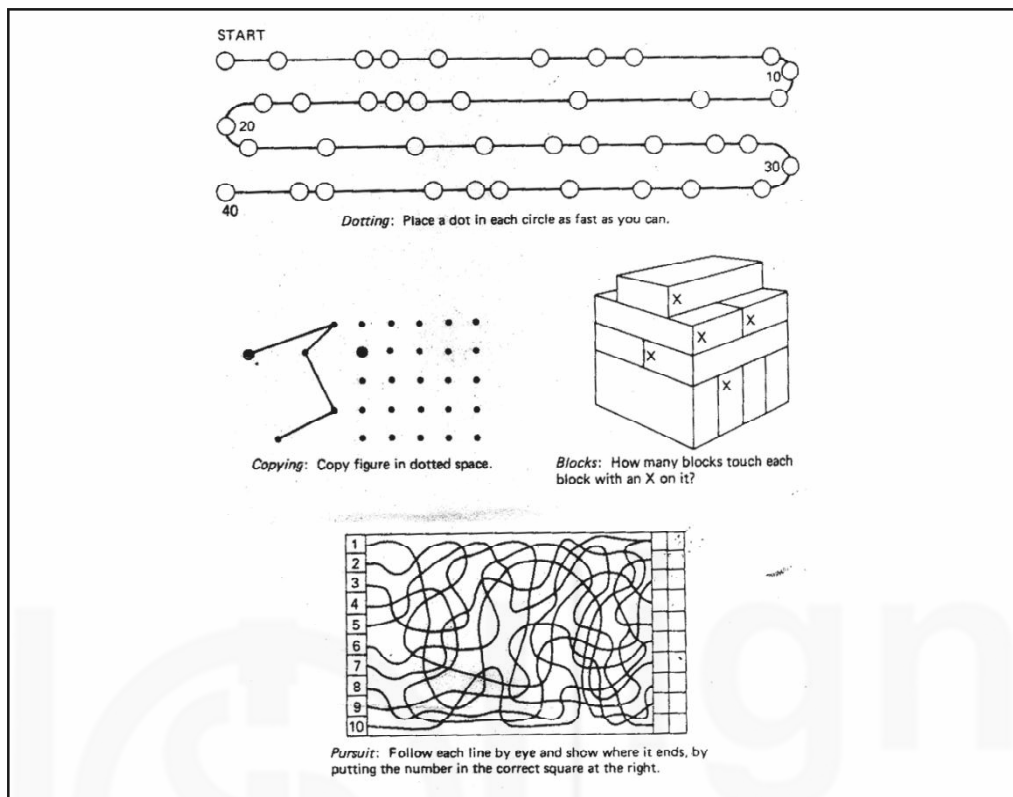 START
10
20
30
40
Dotting: Place a dot in each circle as fast as you can.
X
X
X
X
X
Copying: Copy figure in dotted space.
Blocks: How many blocks touch each
block with an X on it?
1
2
3
4
5
6
7
8
9
10
Pursuit: Follow each line by eye and show where it ends, by
putting the number in the correct square at the right.